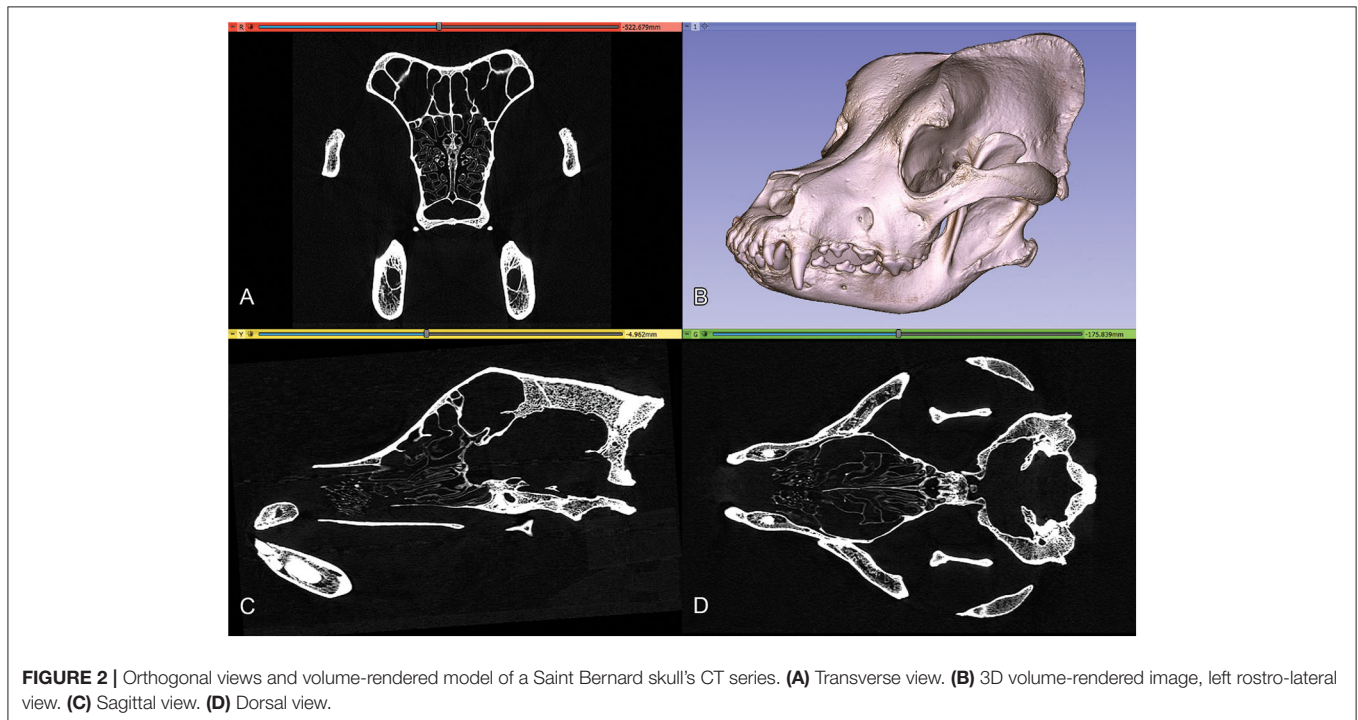 R -522.679mm
1
A
B
Y -4.962mm
G -175.839mm
C
D
FIGURE 2 | Orthogonal views and volume-rendered model of a Saint Bernard skull's CT series. (A) Transverse view. (B) 3D volume-rendered image, left rostro-lateral
view. (C) Sagittal view. (D) Dorsal view.